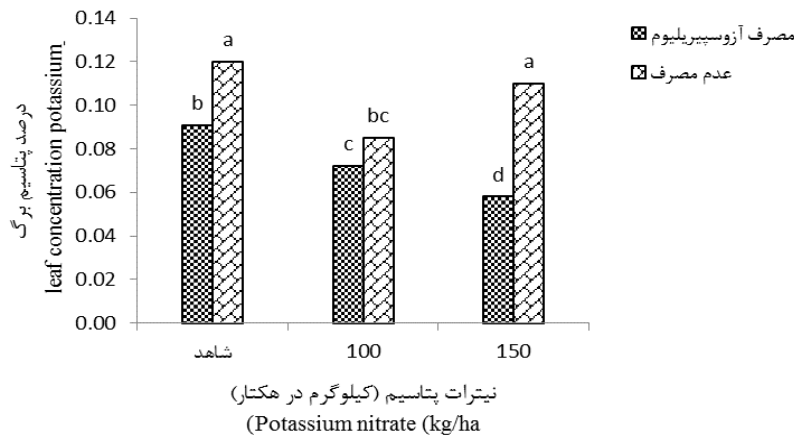 درصد پتاسیم برگ
leaf concentration potassium
0.14
0.12
0.10
0.08
0.06
0.04
0.02
0.00
b
a
c
bc
d
a
شاهد
100
150
نیترات پتاسیم (کیلوگرم در هکتار)
(Potassium nitrate (kg/ha
مصرف آزوسپیریلیوم
عدم مصرف